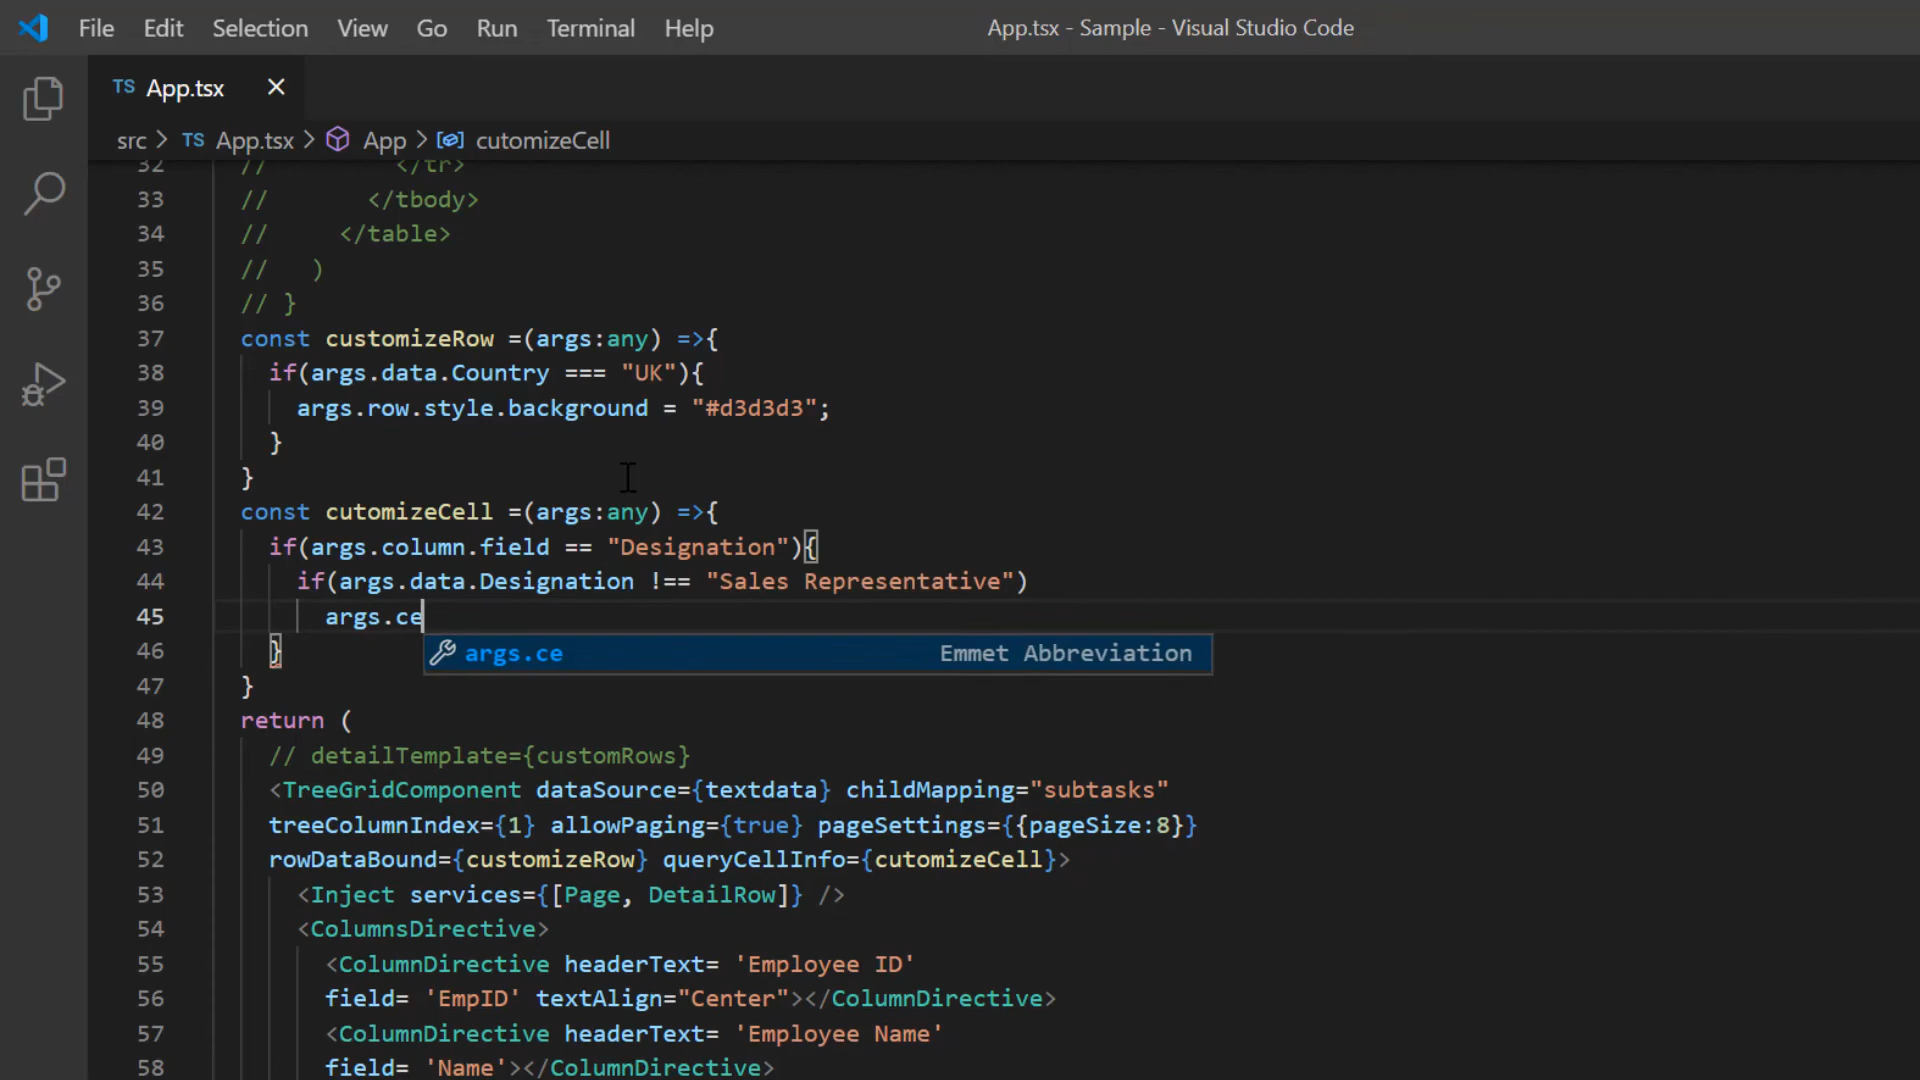 File Edit Selection View Go Run Terminal Help App.tsx - Sample - Visual Studio Code
TS App.tsx
src > TS App.tsx > App > cutomizeCell
32 // </tr>
33 // </tbody>
34 // </table>
35 // )
36 // }
37 const customizeRow =(args:any) =>{
38 if(args.data.Country === "UK"){
39 args.row.style.background = "#d3d3d3";
40 }
41 }
42 const cutomizeCell =(args:any) =>{
43 if(args.column.field == "Designation"){
44 if(args.data.Designation !== "Sales Representative")
45 args.ce
46 }
args.ce Emmet Abbreviation
47 }
48 return (
49 // detailTemplate={customRows}
50 <TreeGridComponent dataSource={textdata} childMapping="subtasks"
51 treeColumnIndex={1} allowPaging={true} pageSettings={{pageSize:8}}
52 rowDataBound={customizeRow} queryCellInfo={cutomizeCell}>
53 <Inject services={[Page, DetailRow]} />
54 <ColumnsDirective>
55 <ColumnDirective headerText= 'Employee ID'
56 field= 'EmpID' textAlign="Center"></ColumnDirective>
57 <ColumnDirective headerText= 'Employee Name'
58 field= 'Name'></ColumnDirective>